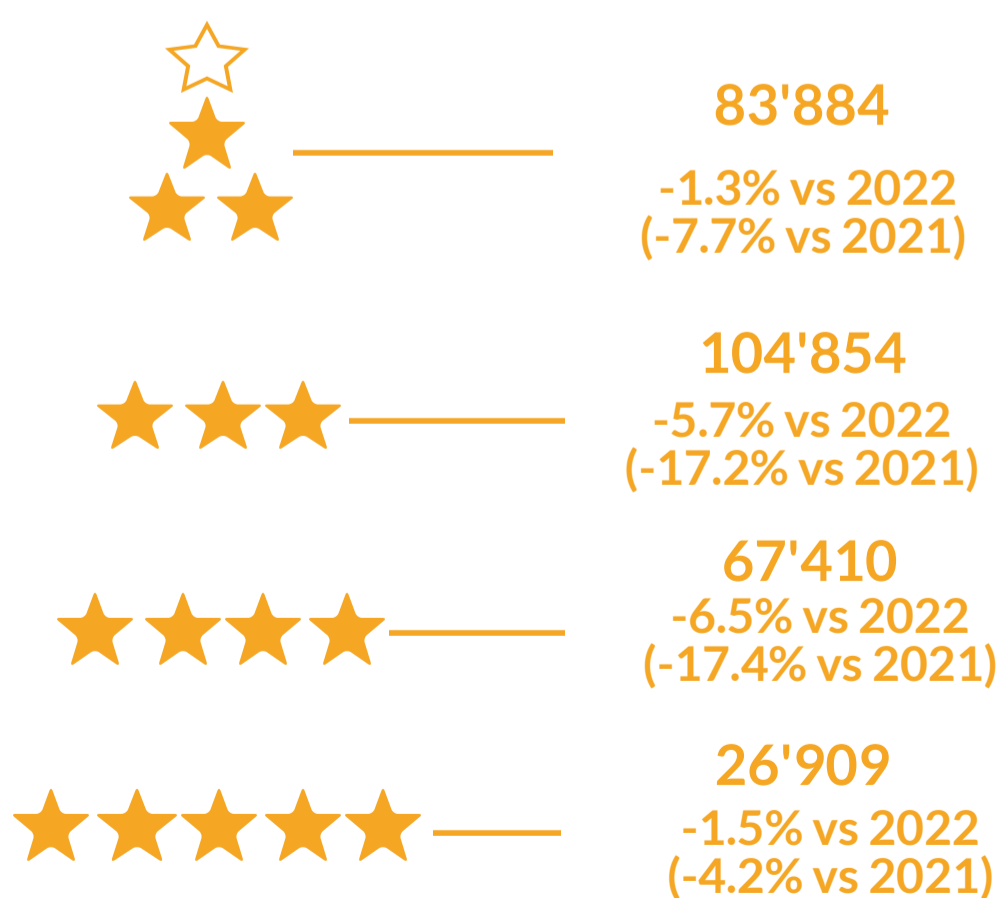 83'884
-1.3% vs 2022
(-7.7% vs 2021)
104'854
-5.7% vs 2022
(-17.2% vs 2021)
67'410
-6.5% vs 2022
(-17.4% vs 2021)
26'909
-1.5% vs 2022
(-4.2% vs 2021)